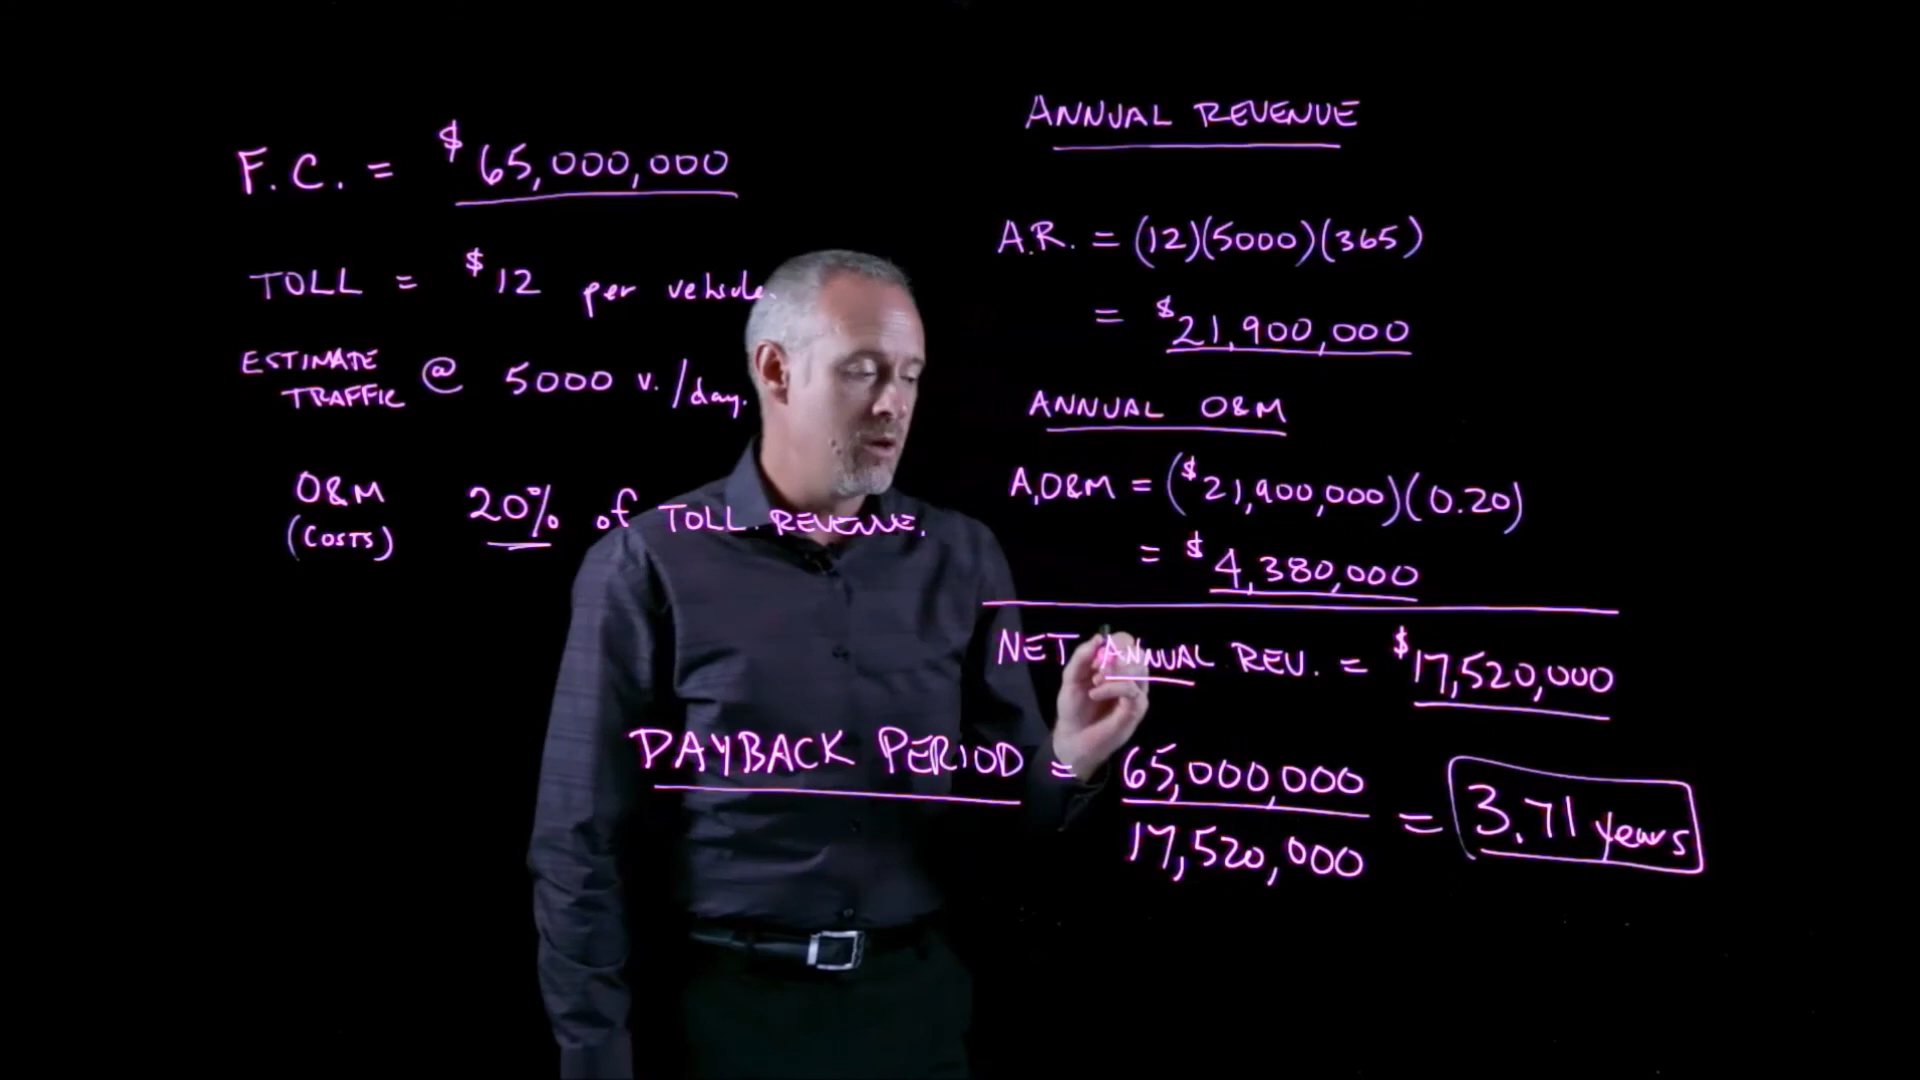 F.C. = $65,000,000
TOLL = $12 per vehicle.
ESTIMATE TRAFFIC @ 5000 v./day.
O&M (COSTS) 20% of TOLL REVENUE.
ANNUAL REVENUE
A.R. = (12)(5000)(365)
= $21,900,000
ANNUAL O&M
A,O&M = ($21,900,000)(0.20)
= $4,380,000
NET ANNUAL REV. = $17,520,000
PAYBACK PERIOD = 65,000,000 / 17,520,000 = 3.71 years